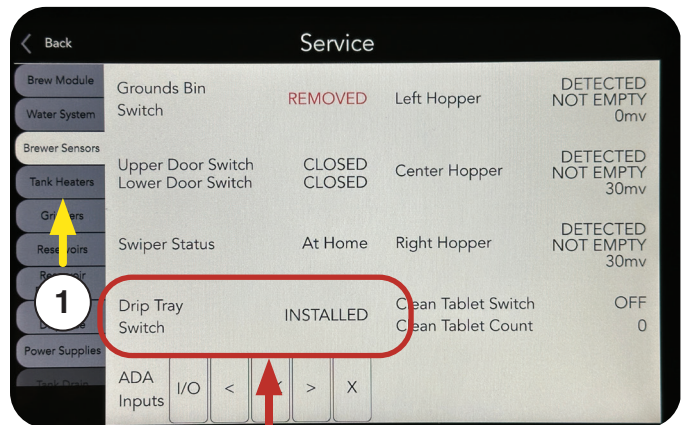 Back
Service
Brew Module
Water System
Brewer Sensors
Tank Heaters
Reservoirs
Power Supplies
Tank Drain
1
Grounds Bin
Switch
REMOVED
Upper Door Switch
CLOSED
Lower Door Switch
CLOSED
Swiper Status
At Home
Drip Tray
Switch
INSTALLED
ADA
Inputs
I/O
<
>
X
Left Hopper
DETECTED
NOT EMPTY
0mv
Center Hopper
DETECTED
NOT EMPTY
30mv
Right Hopper
DETECTED
NOT EMPTY
30mv
Clean Tablet Switch
OFF
Clean Tablet Count
0